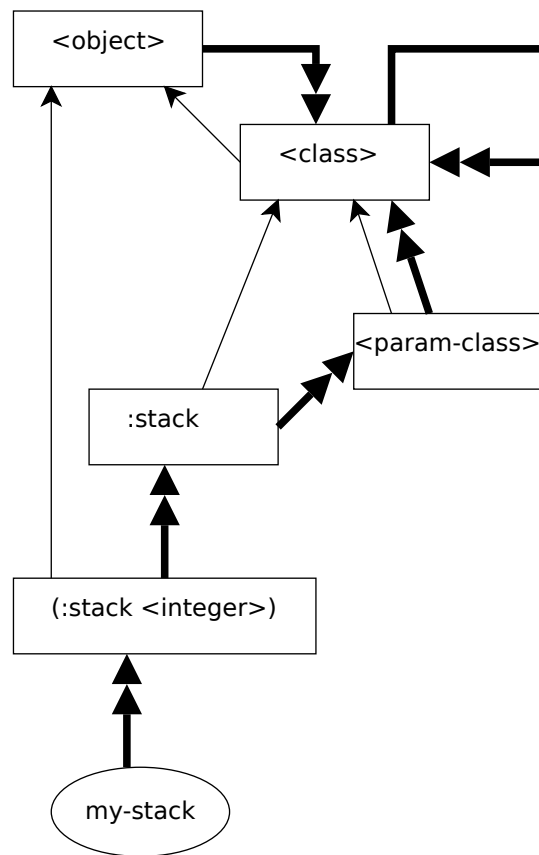 <object>
<class>
<param-class>
:stack
(:stack <integer>)
my-stack